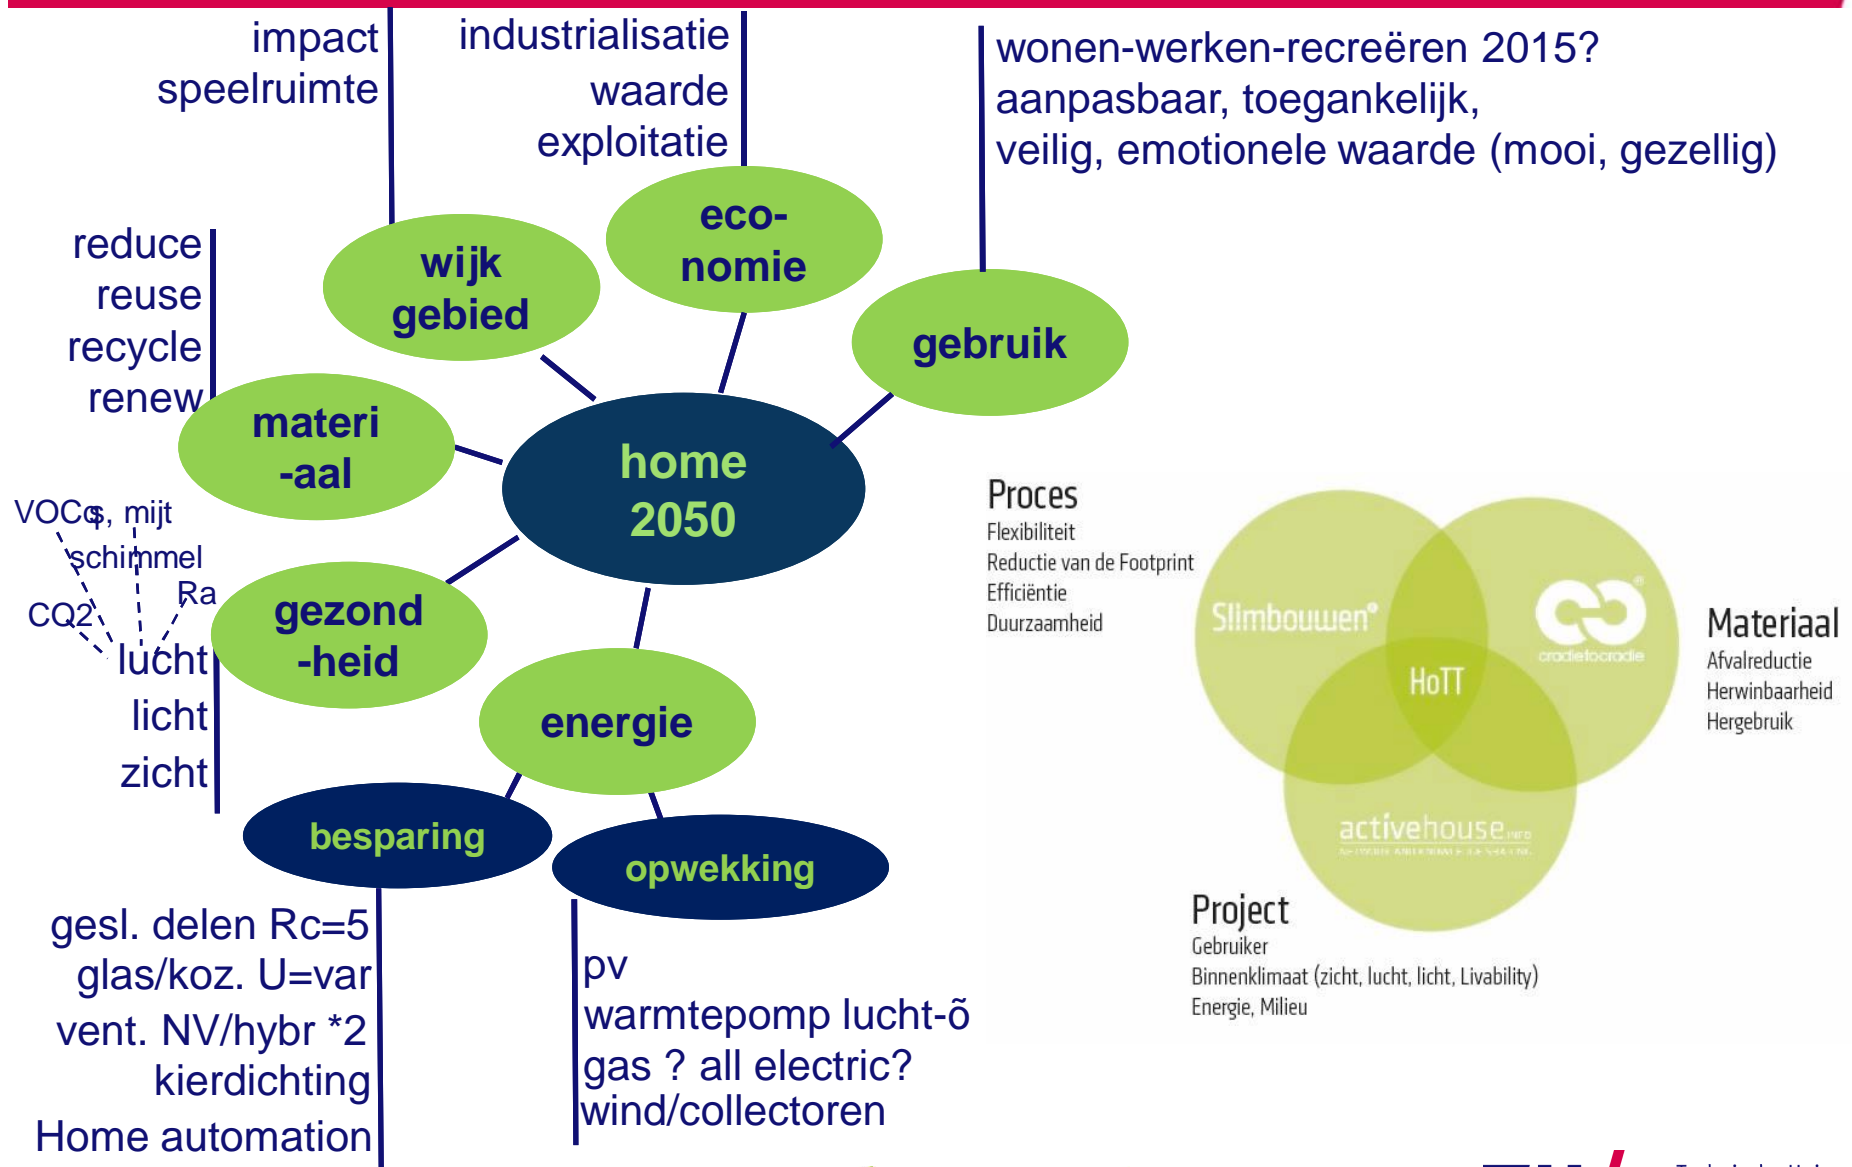 impact
speelruimte
industrialisatie
waarde
exploitatie
wonen-werken-recreëren 2015?
aanpasbaar, toegankelijk,
veilig, emotionele waarde (mooi, gezellig)
eco-
nomie
wijk
gebied
gebruik
reduce
reuse
recycle
renew
materi
-aal
home
2050
VOCq, mijt
schimmel
Ra
CO2
lucht
licht
zicht
gezond
-heid
energie
besparing
opwekking
gesl. delen Rc=5
glas/koz. U=var
vent. NV/hybr *2
kierdichting
Home automation
pv
warmtepomp lucht-õ
gas ? all electric?
wind/collectoren
Proces
Flexibiliteit
Reductie van de Footprint
Efficiëntie
Duurzaamheid
Slimbouwen®
cradletocradle
®
HoTT
Materiaal
Afvalreductie
Herwinbaarheid
Hergebruik
activehouse.INFO
Project
Gebruiker
Binnenklimaat (zicht, lucht, licht, Livability)
Energie, Milieu